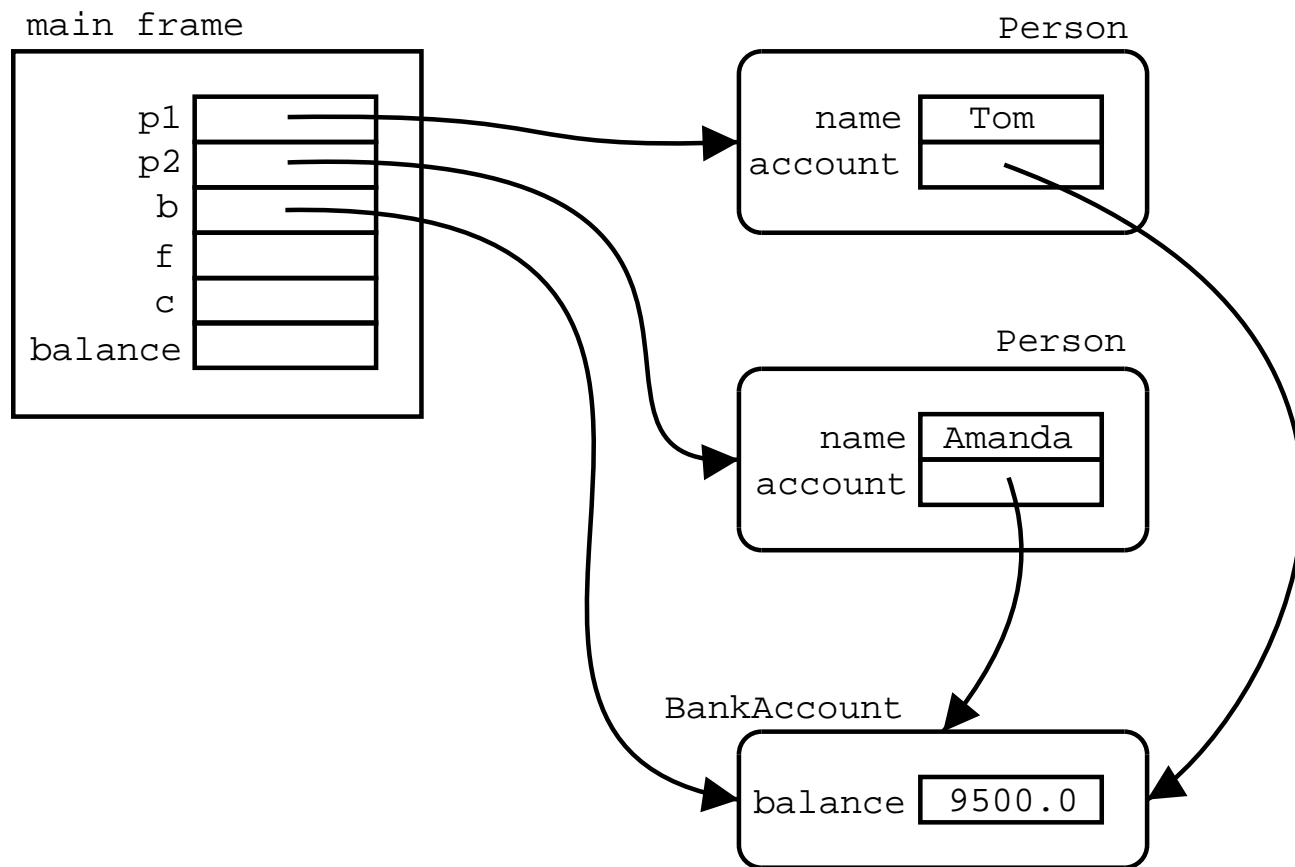 main frame
p1
p2
b
f
c
balance
Person
name Tom
account
Person
name Amanda
account
BankAccount
balance 9500.0